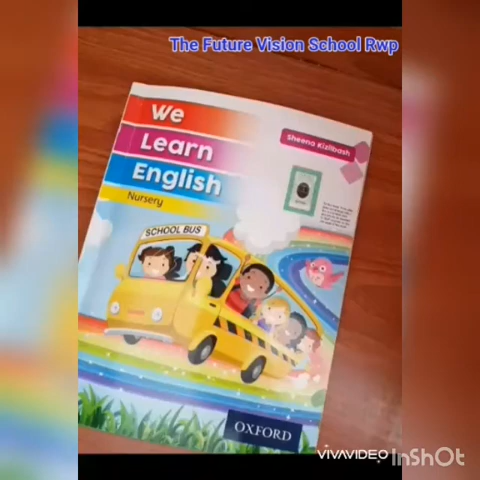 The Future Vision School Rwp
We
Learn
English
Nursery
Sheena Kizilbash
SCHOOL BUS
OXFORD
VIVAVIDEO
InShOt